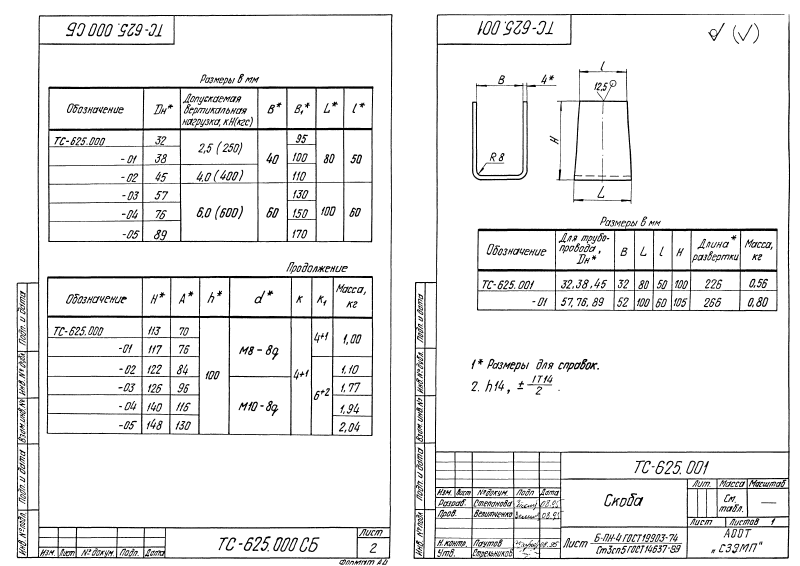 ТС-625.000 СБ
Размеры в мм
Обозначение Dн* Допускаемая вертикальная нагрузка, кН(кгс) В* В₁* L* l*
ТС-625.000 32 2,5 (250) 40 95 80 50
-01 38 100
-02 45 4,0 (400) 110
-03 57 6,0 (600) 60 130 100 60
-04 76 150
-05 89 170
Продолжение
Обозначение H* A* h* d* к к₁ Масса, кг
ТС-625.000 113 70 100 М8-8g 4+1 4+1 1,00
-01 117 76
-02 122 84 6+2 1,10
-03 126 96 М10-8g 1,77
-04 140 116 1,94
-05 148 130 2,04
Инв. № подл. Подп. и дата Взам. инв. № Инв. № дубл. Подп. и дата
Изм. Лист № докум. Подп. Дата
ТС-625.000 СБ
Лист
2
Формат А4
ТС-625.001
l
12,5
В 4*
H
R8
L
Размеры в мм
Обозначение Для трубопровода, Dн* В L l H Длина* развертки Масса, кг
ТС-625.001 32,38,45 32 80 50 100 226 0,56
-01 57,76,89 52 100 60 105 266 0,80
1* Размеры для справок.
2. h14, ± IT14/2 .
Инв. № подл. Подп. и дата Взам. инв. № Инв. № дубл. Подп. и дата
ТС-625.001
Изм. Лист № докум. Подп. Дата
Разраб. Степанова 08.95
Пров. Величченко 08.95
Н.контр. Паутов 08.95
Утв. Стрельников
Скоба
Лит. Масса Масштаб
См. табл. —
Лист Листов 1
Лист Б-ПН-4 ГОСТ 19903-74
Ст3сп5 ГОСТ 14637-89
АООТ
„СЗЭМП"